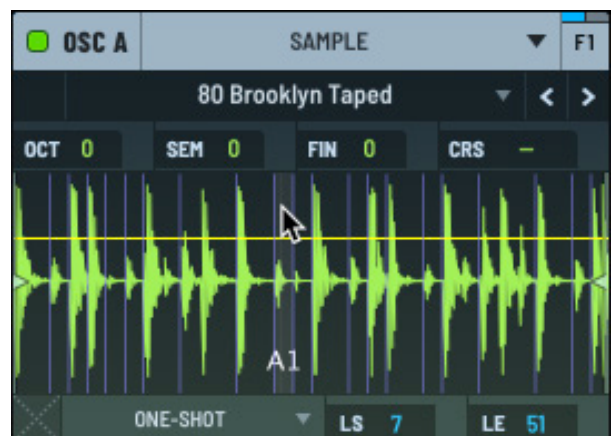 OSC A SAMPLE F1
80 Brooklyn Taped < >
OCT 0 SEM 0 FIN 0 CRS –
A1
ONE-SHOT LS 7 LE 51